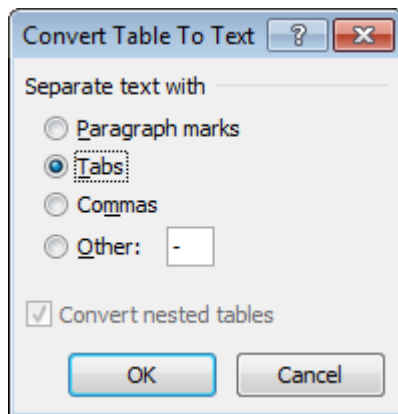 Convert Table To Text ?
Separate text with
Paragraph marks
Tabs
Commas
Other: -
Convert nested tables
OK Cancel